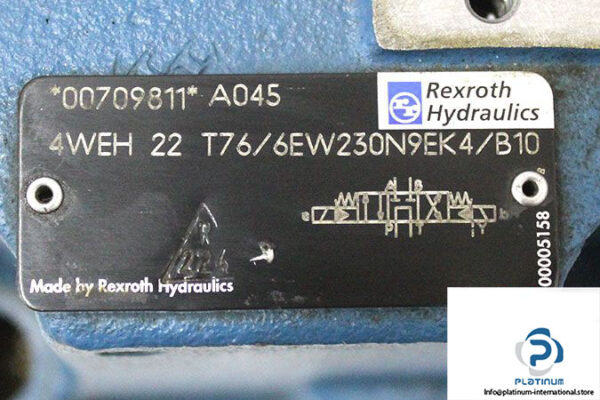 *00709811* A045
Rexroth
Hydraulics
4WEH 22 T76/6EW230N9EK4/B10
A B
a
b
P T
Made by Rexroth Hydraulics
00005158
PLATINUM
Info@platinum-international.store